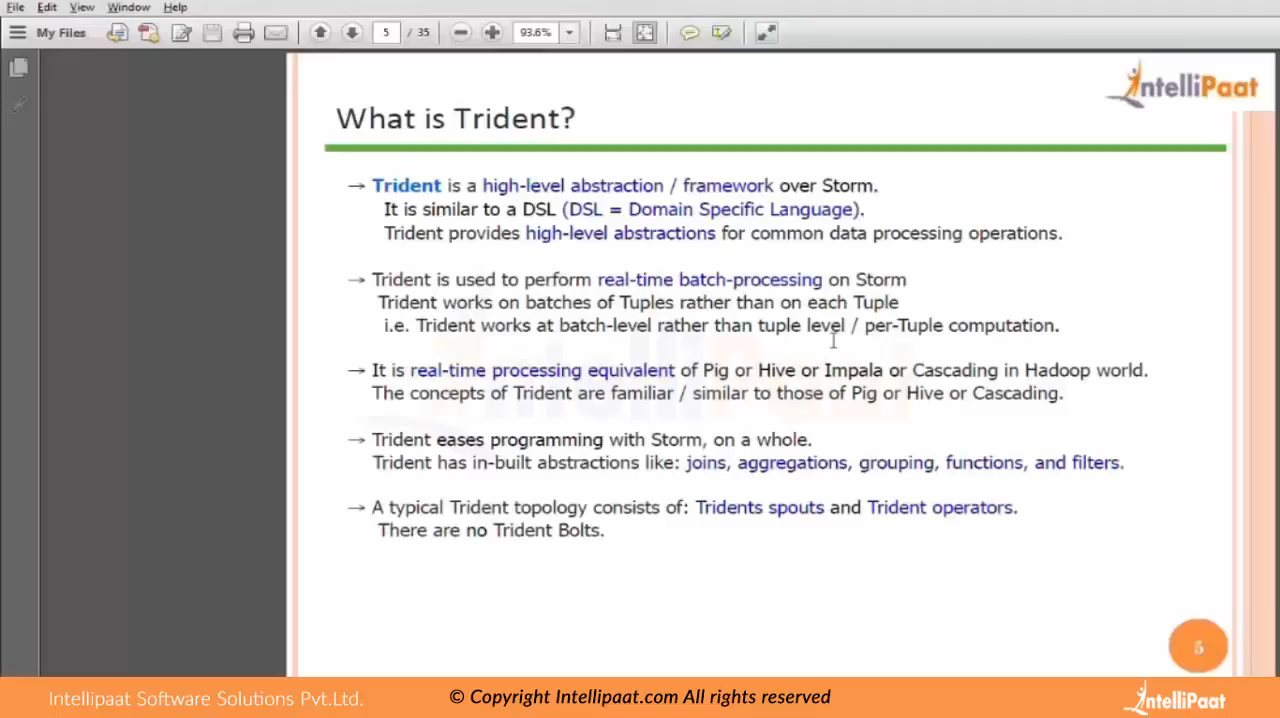 File Edit View Window Help
My Files 5 / 35 93.6%
IntelliPaat
What is Trident?
→ Trident is a high-level abstraction / framework over Storm.
It is similar to a DSL (DSL = Domain Specific Language).
Trident provides high-level abstractions for common data processing operations.
→ Trident is used to perform real-time batch-processing on Storm
Trident works on batches of Tuples rather than on each Tuple
i.e. Trident works at batch-level rather than tuple level / per-Tuple computation.
→ It is real-time processing equivalent of Pig or Hive or Impala or Cascading in Hadoop world.
The concepts of Trident are familiar / similar to those of Pig or Hive or Cascading.
→ Trident eases programming with Storm, on a whole.
Trident has in-built abstractions like: joins, aggregations, grouping, functions, and filters.
→ A typical Trident topology consists of: Tridents spouts and Trident operators.
There are no Trident Bolts.
5
Intellipaat Software Solutions Pvt.Ltd. © Copyright Intellipaat.com All rights reserved IntelliPaat